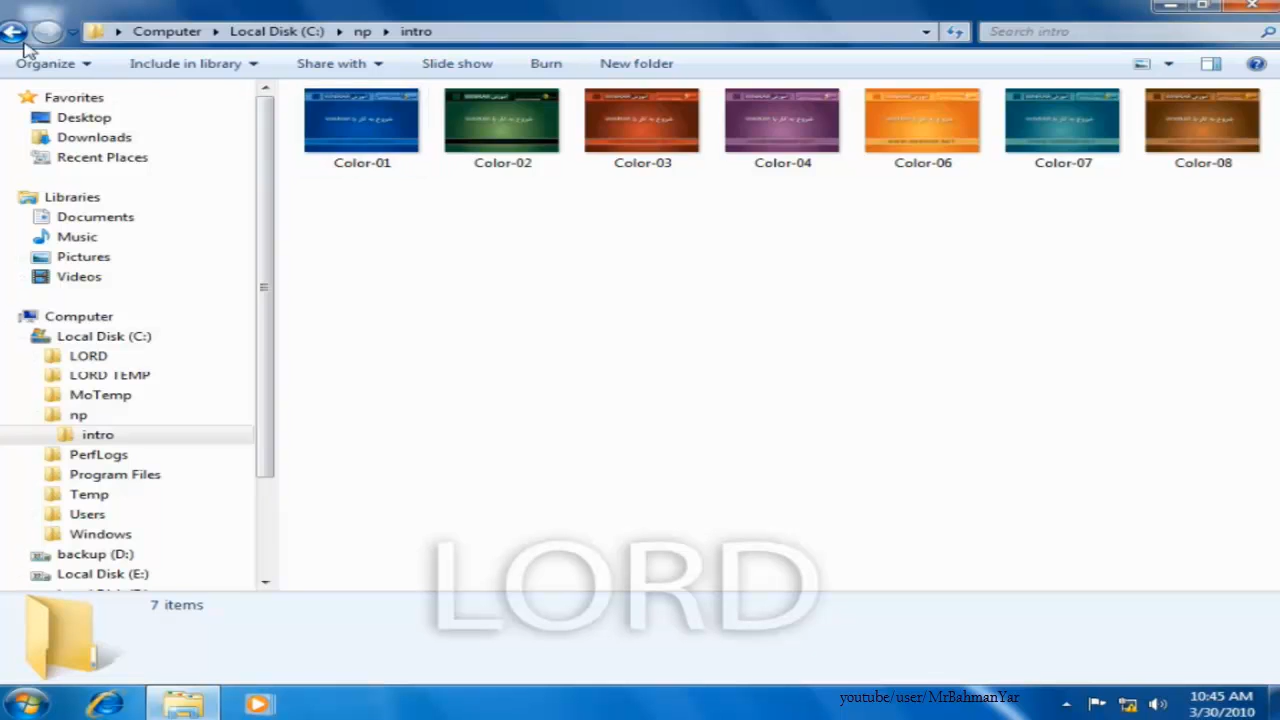 Computer Local Disk (C:) np intro
Search intro
Organize Include in library Share with Slide show Burn New folder
Favorites
Desktop
Downloads
Recent Places
Libraries
Documents
Music
Pictures
Videos
Computer
Local Disk (C:)
LORD
LORD TEMP
MoTemp
np
intro
PerfLogs
Program Files
Temp
Users
Windows
backup (D:)
Local Disk (E:)
Color-01 Color-02 Color-03 Color-04 Color-06 Color-07 Color-08
LORD
7 items
youtube/user/MrBahmanYar
10:45 AM
3/30/2010